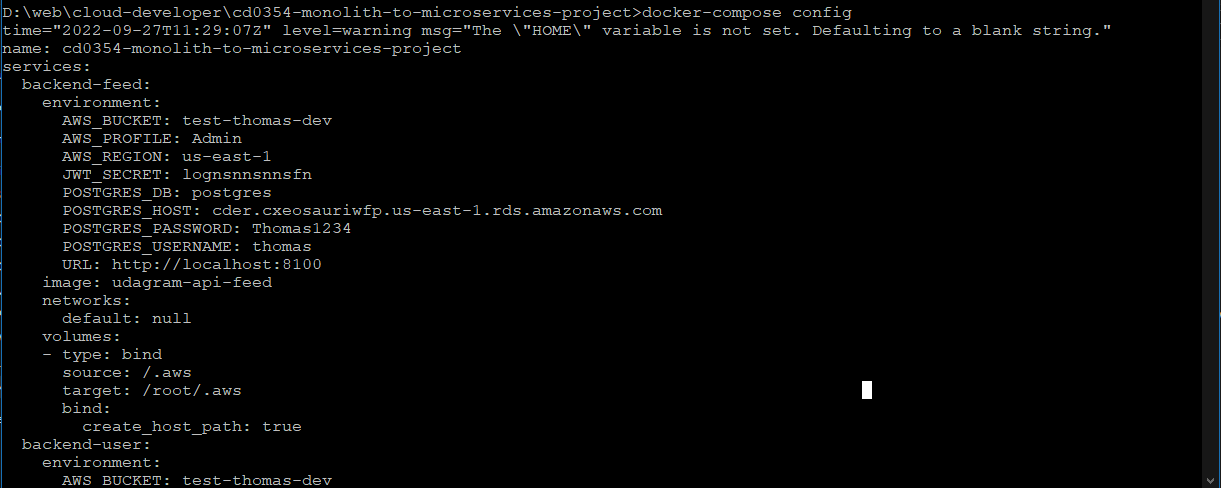 D:\web\cloud-developer\cd0354-monolith-to-microservices-project>docker-compose config
time="2022-09-27T11:29:07Z" level=warning msg="The \"HOME\" variable is not set. Defaulting to a blank string."
name: cd0354-monolith-to-microservices-project
services:
  backend-feed:
    environment:
      AWS_BUCKET: test-thomas-dev
      AWS_PROFILE: Admin
      AWS_REGION: us-east-1
      JWT_SECRET: lognsnnsnnsfn
      POSTGRES_DB: postgres
      POSTGRES_HOST: cder.cxeosauriwfp.us-east-1.rds.amazonaws.com
      POSTGRES_PASSWORD: Thomas1234
      POSTGRES_USERNAME: thomas
      URL: http://localhost:8100
    image: udagram-api-feed
    networks:
      default: null
    volumes:
    - type: bind
      source: /.aws
      target: /root/.aws
      bind:
        create_host_path: true
  backend-user:
    environment:
      AWS_BUCKET: test-thomas-dev